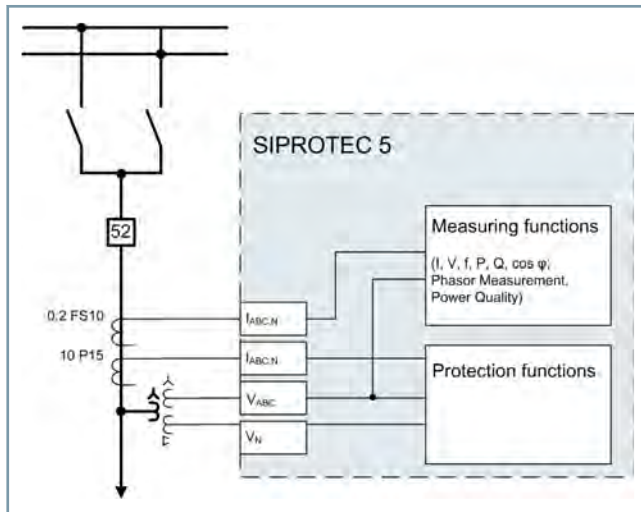 SIPROTEC 5
Measuring functions
(I, V, f, P, Q, cos φ;
Phasor Measurement,
Power Quality)
52
0.2 FS10
I_ABC,N
10 P15
I_ABC,N
Protection functions
V_ABC
V_N